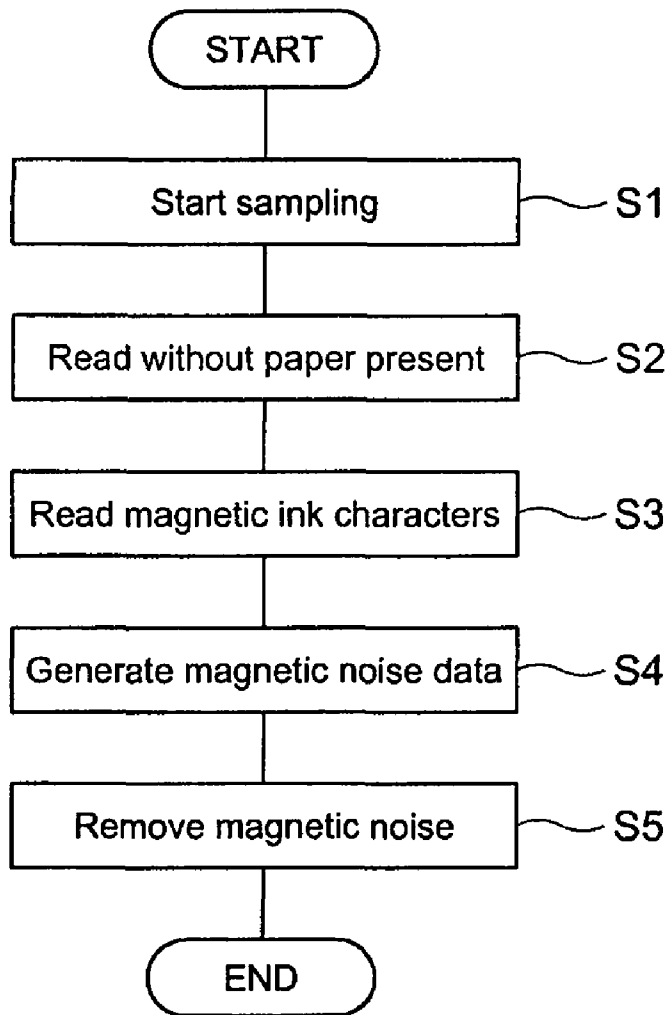 START
Start sampling S1
Read without paper present S2
Read magnetic ink characters S3
Generate magnetic noise data S4
Remove magnetic noise S5
END